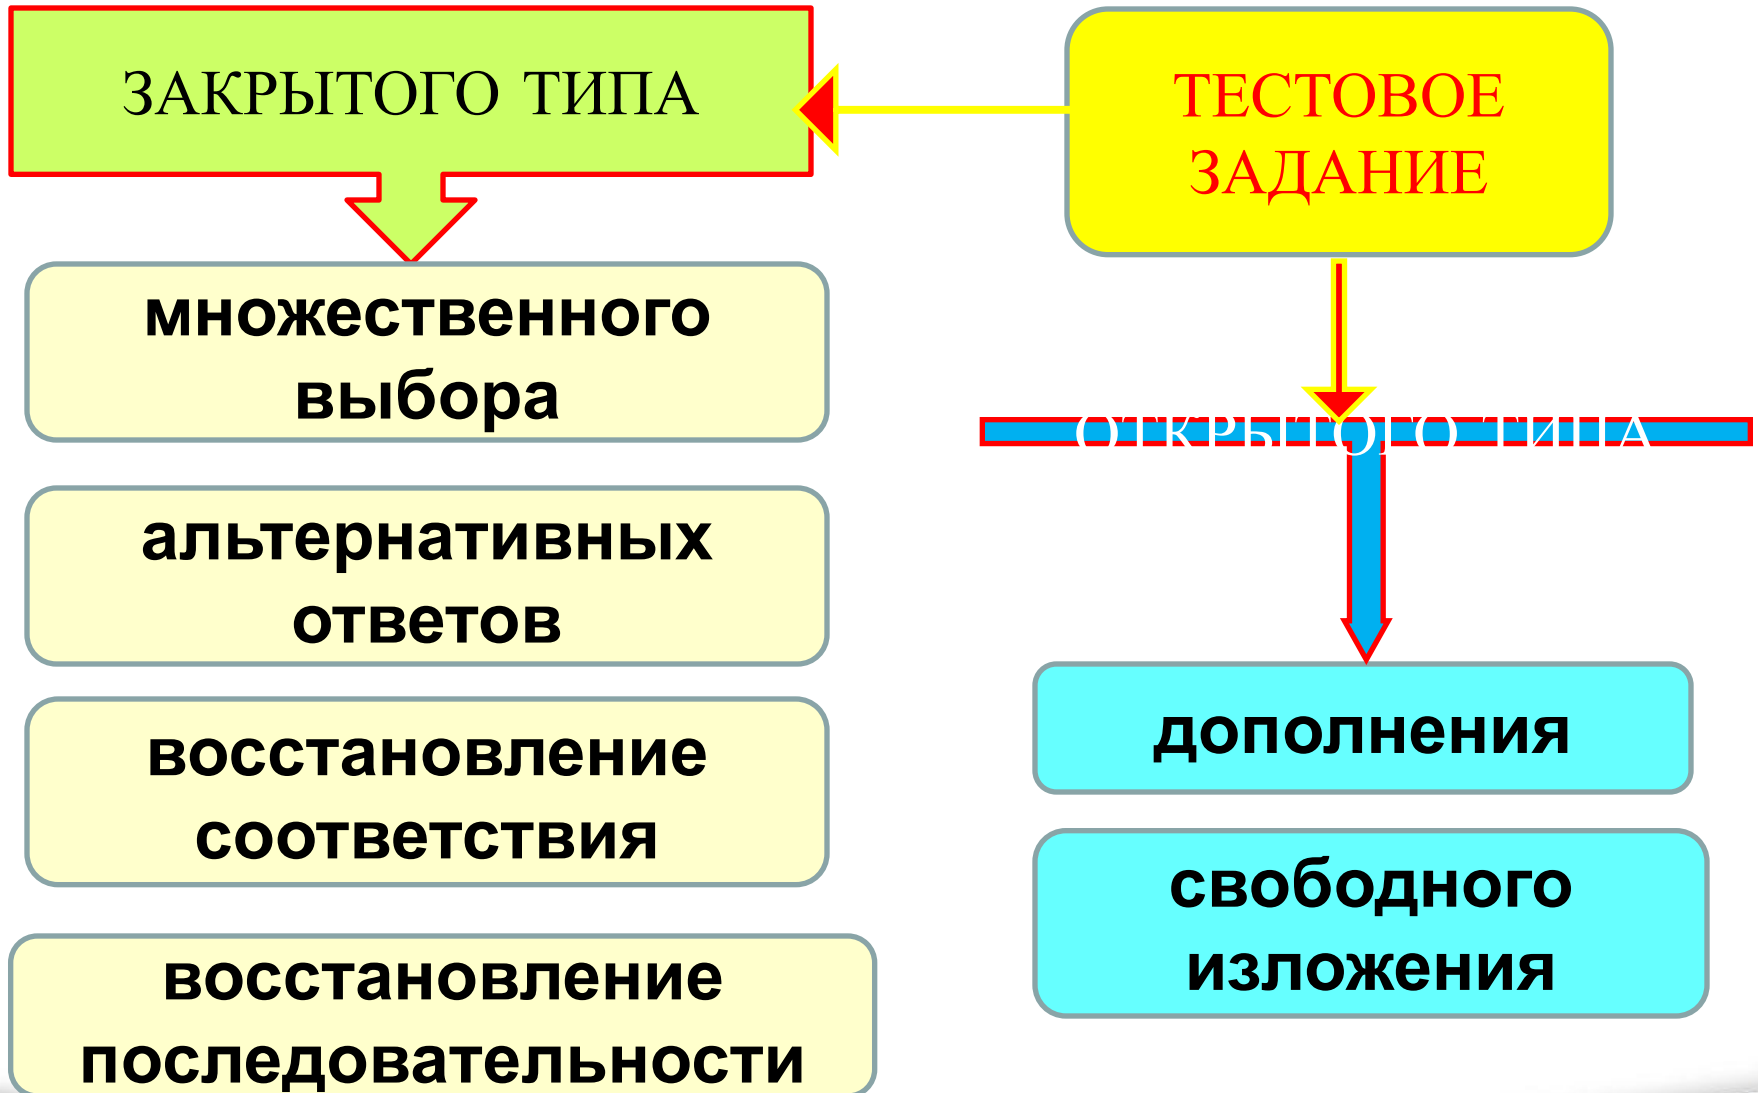 ЗАКРЫТОГО ТИПА
множественного
выбора
альтернативных
ответов
восстановление
соответствия
восстановление
последовательности
ТЕСТОВОЕ
ЗАДАНИЕ
ОТКРЫТОГО ТИПА
дополнения
свободного
изложения